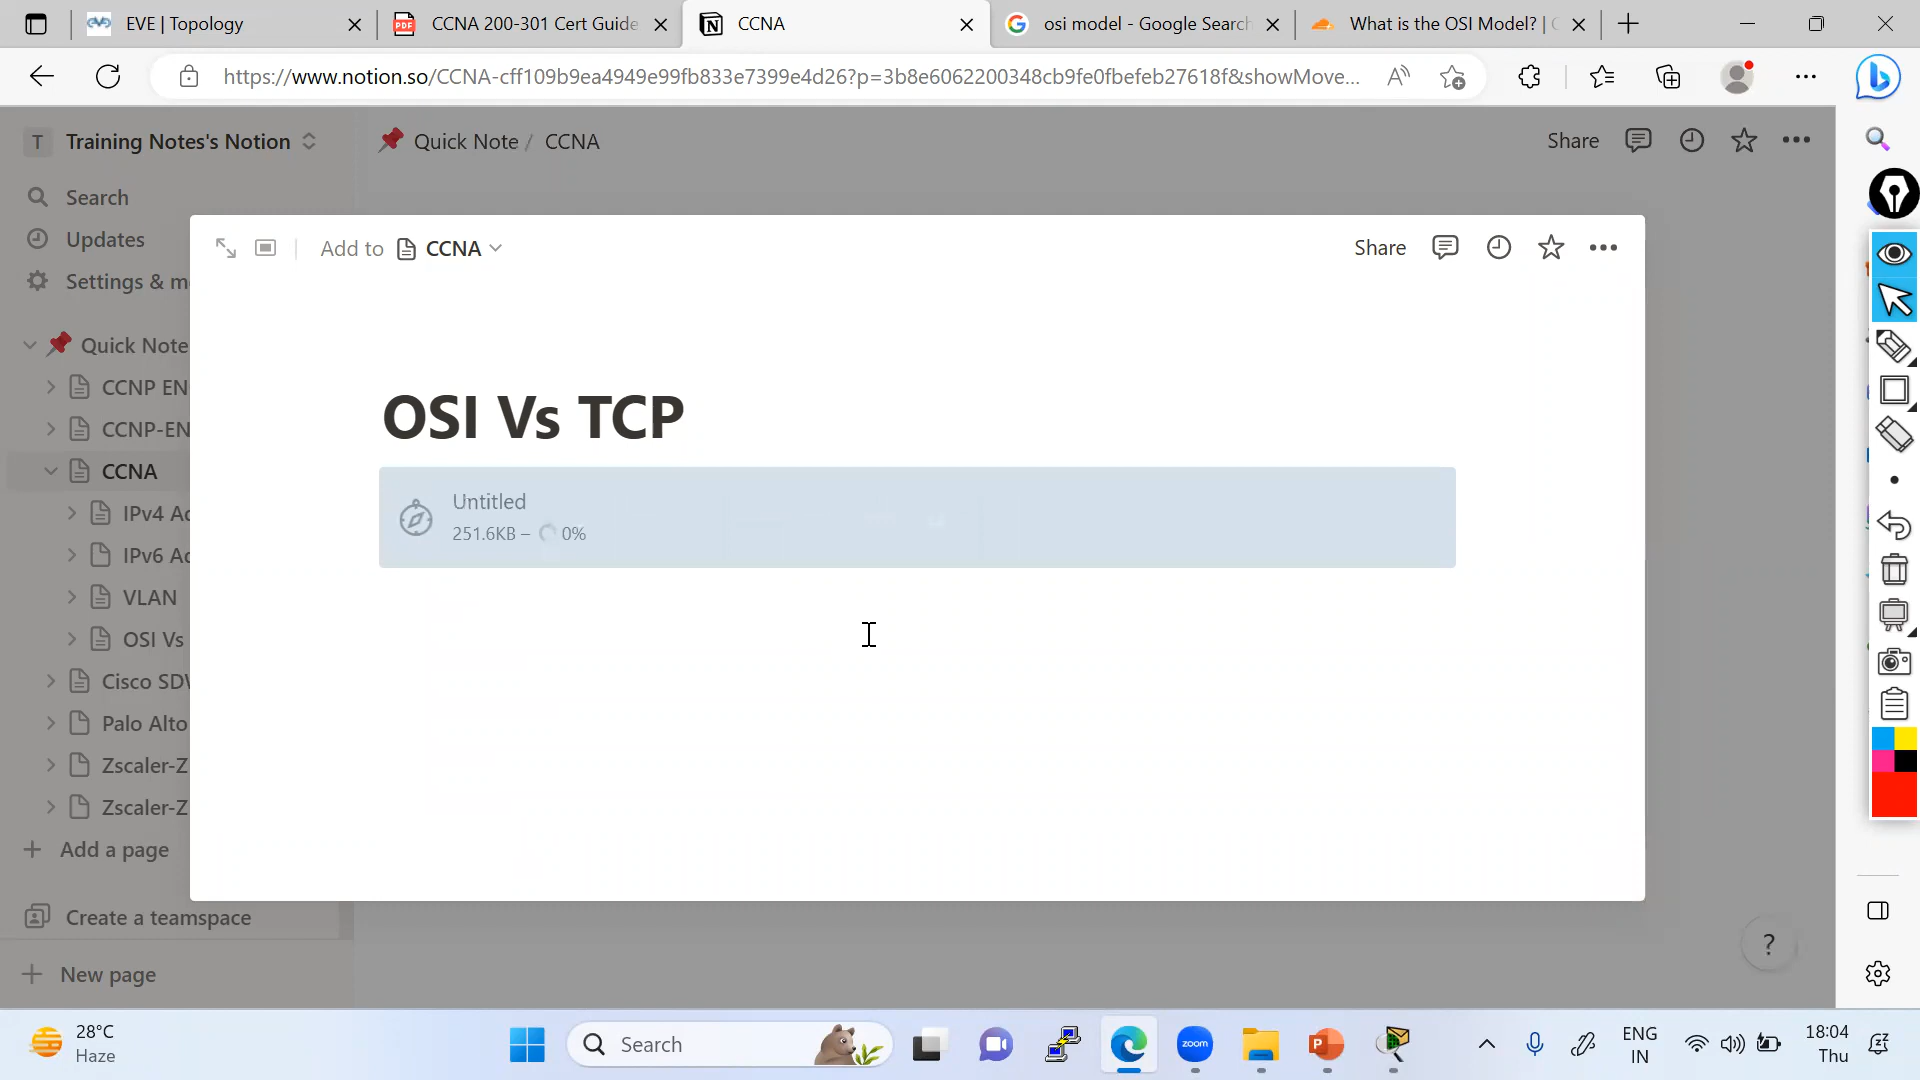 EVE | Topology
CCNA 200-301 Cert Guide
CCNA
osi model - Google Search
What is the OSI Model? |
https://www.notion.so/CCNA-cff109b9ea4949e99fb833e7399e4d26?p=3b8e6062200348cb9fe0fbefeb27618f&showMove...
T Training Notes's Notion
Quick Note / CCNA
Share
Search
Updates
Settings & m
Add to CCNA
Share
Quick Note
CCNP EN
CCNP-EN
CCNA
IPv4 Ad
IPv6 Ac
VLAN
OSI Vs
Cisco SDV
Palo Alto
Zscaler-Z
Zscaler-Z
Add a page
Create a teamspace
New page
OSI Vs TCP
Untitled
251.6KB – 0%
?
28°C
Haze
Search
zoom
ENG
IN
18:04
Thu